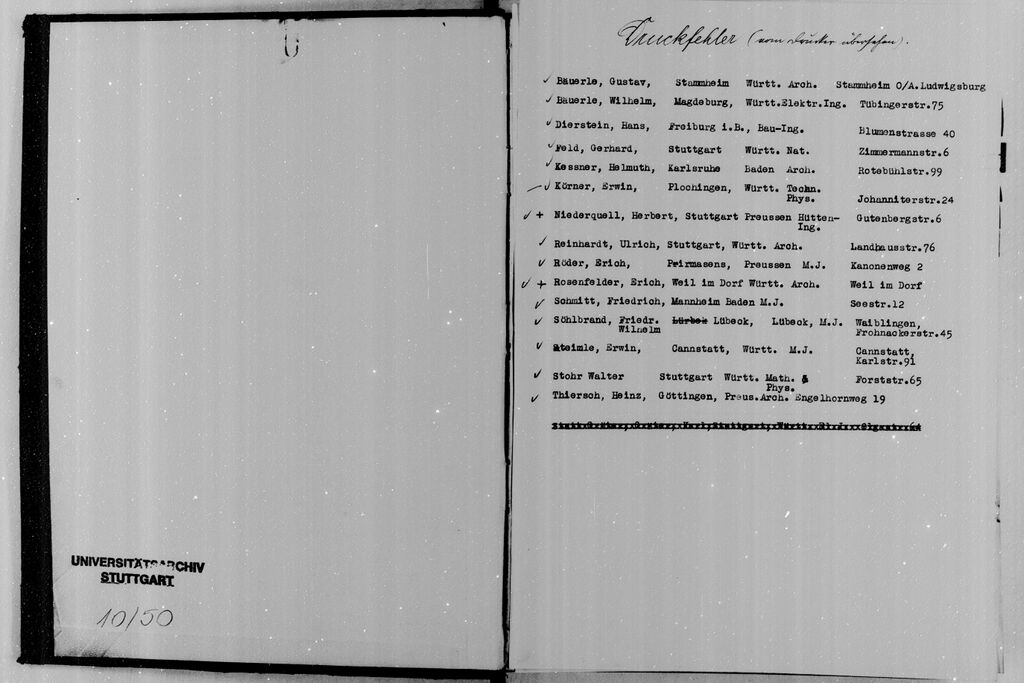 UNIVERSITÄTSARCHIV
STUTTGART
10/50
Druckfehler (vom Drucker übersehen).
✓ Bäuerle, Gustav, Stammheim Württ. Arch. Stammheim O/A.Ludwigsburg
✓ Bäuerle, Wilhelm, Magdeburg, Württ.Elektr.Ing. Tübingerstr.75
✓ Dierstein, Hans, Freiburg i.B., Bau-Ing. Blumenstrasse 40
✓ Feld, Gerhard, Stuttgart Württ. Nat. Zimmermannstr.6
✓ Kessner, Helmuth, Karlsruhe Baden Arch. Rotebühlstr.99
— ✓ Körner, Erwin, Plochingen, Württ. Techn.
Phys. Johanniterstr.24
✓ + Niederquell, Herbert, Stuttgart Preussen Hütten- Gutenbergstr.6
Ing.
✓ Reinhardt, Ulrich, Stuttgart, Württ. Arch. Landhausstr.76
✓ Röder, Erich, Pirmasens, Preussen M.J. Kanonenweg 2
✓ + Rosenfelder, Erich, Weil im Dorf Württ. Arch. Weil im Dorf
✓ Schmitt, Friedrich, Mannheim Baden M.J. Seestr.12
✓ Söhlbrand, Friedr. Lübeck, Lübeck, M.J. Waiblingen,
Wilhelm Frohnackerstr.45
✓ Steimle, Erwin, Cannstatt, Württ. M.J. Cannstatt,
Karlstr.91
✓ Stohr Walter Stuttgart Württ. Math. & Forststr.65
Phys.
✓ Thiersch, Heinz, Göttingen, Preus.Arch. Engelhornweg 19